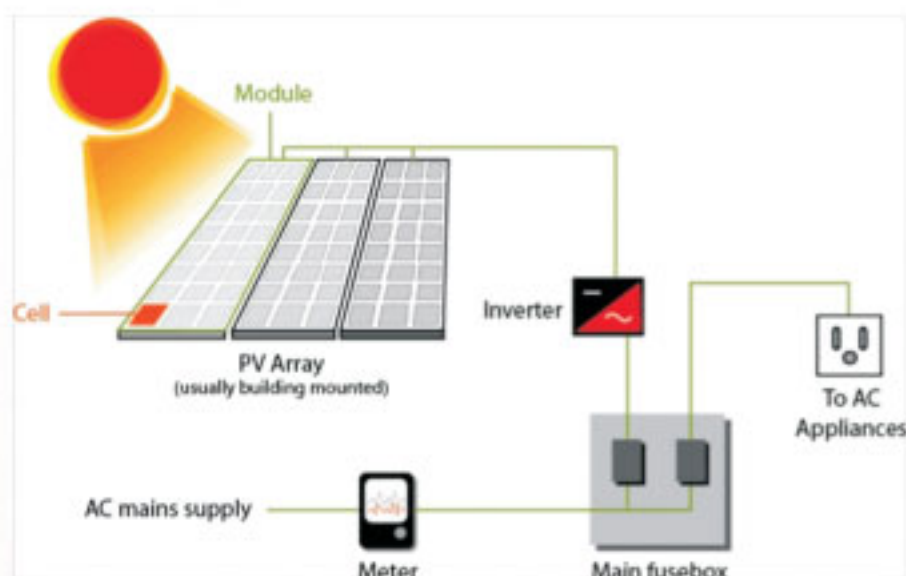 Module
Cell
Inverter
PV Array
(usually building mounted)
To AC
Appliances
AC mains supply
Meter
Main fusebox